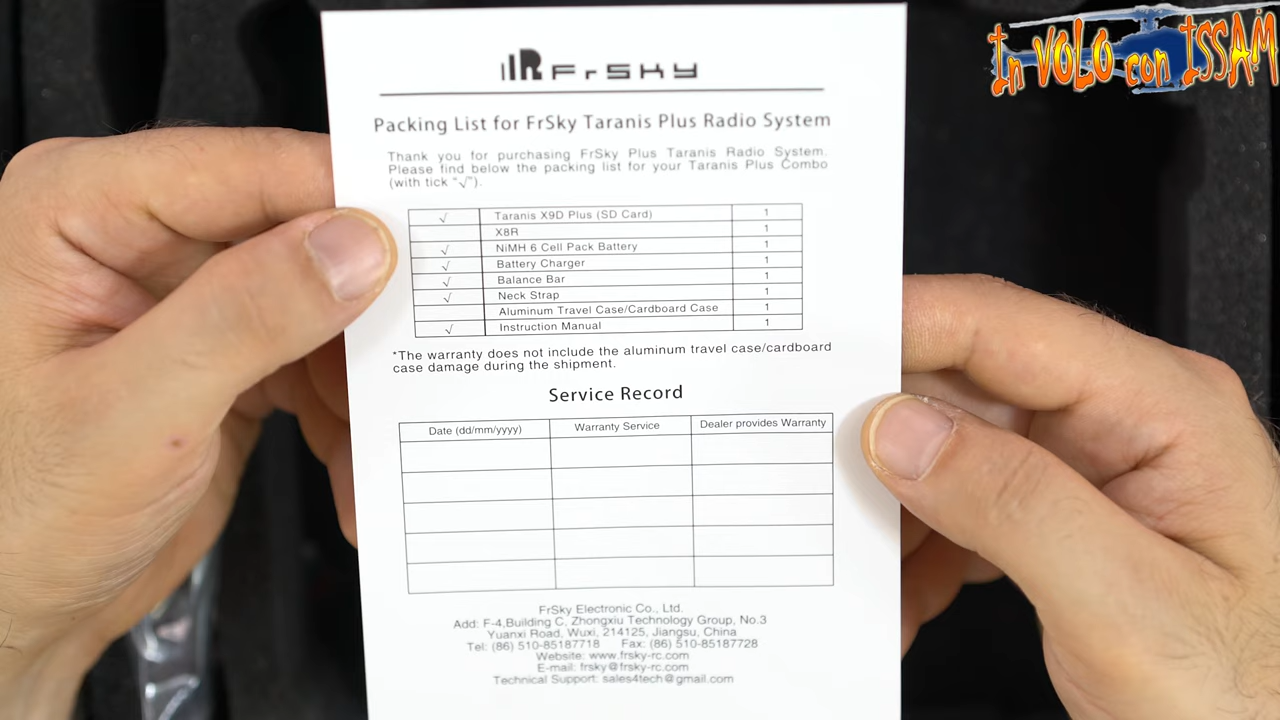 In VOLO con ISSAM
FrSKY
Packing List for FrSky Taranis Plus Radio System
Thank you for purchasing FrSky Plus Taranis Radio System.
Please find below the packing list for your Taranis Plus Combo
(with tick "√").
√ Taranis X9D Plus (SD Card) 1
X8R 1
√ NiMH 6 Cell Pack Battery 1
√ Battery Charger 1
√ Balance Bar 1
√ Neck Strap 1
Aluminum Travel Case/Cardboard Case 1
√ Instruction Manual 1
*The warranty does not include the aluminum travel case/cardboard
case damage during the shipment.
Service Record
Date (dd/mm/yyyy) Warranty Service Dealer provides Warranty
FrSky Electronic Co., Ltd.
Add: F-4,Building C, Zhongxiu Technology Group, No.3
Yuanxi Road, Wuxi, 214125, Jiangsu, China
Tel: (86) 510-85187718 Fax: (86) 510-85187728
Website: www.frsky-rc.com
E-mail: frsky@frsky-rc.com
Technical Support: sales4tech@gmail.com